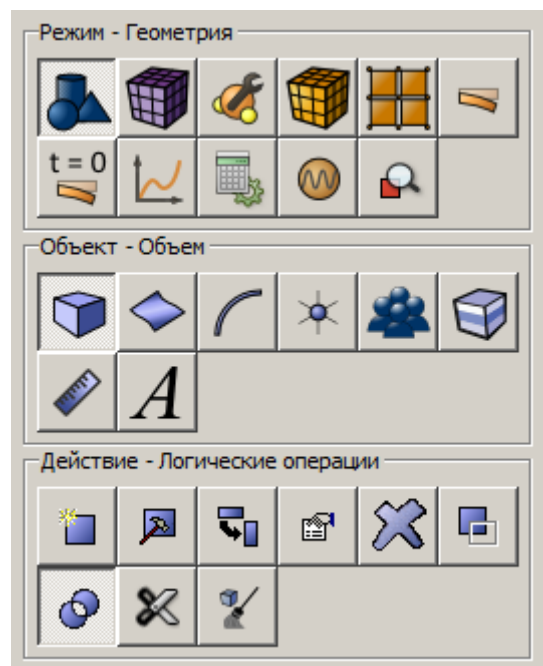 Режим - Геометрия
t = 0
Объект - Объем
A
Действие - Логические операции